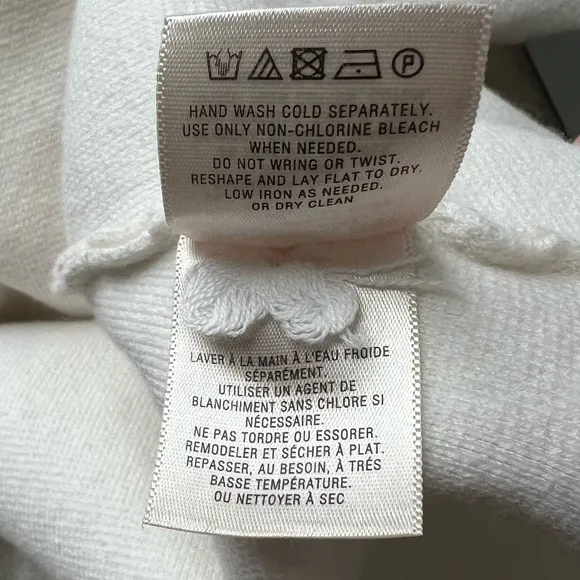 P
HAND WASH COLD SEPARATELY.
USE ONLY NON-CHLORINE BLEACH
WHEN NEEDED.
DO NOT WRING OR TWIST.
RESHAPE AND LAY FLAT TO DRY.
LOW IRON AS NEEDED.
OR DRY CLEAN
LAVER À LA MAIN À L'EAU FROIDE
SÉPARÉMENT.
UTILISER UN AGENT DE
BLANCHIMENT SANS CHLORE SI
NÉCESSAIRE.
NE PAS TORDRE OU ESSORER.
REMODELER ET SÉCHER À PLAT.
REPASSER, AU BESOIN, À TRÉS
BASSE TEMPÉRATURE.
OU NETTOYER À SEC